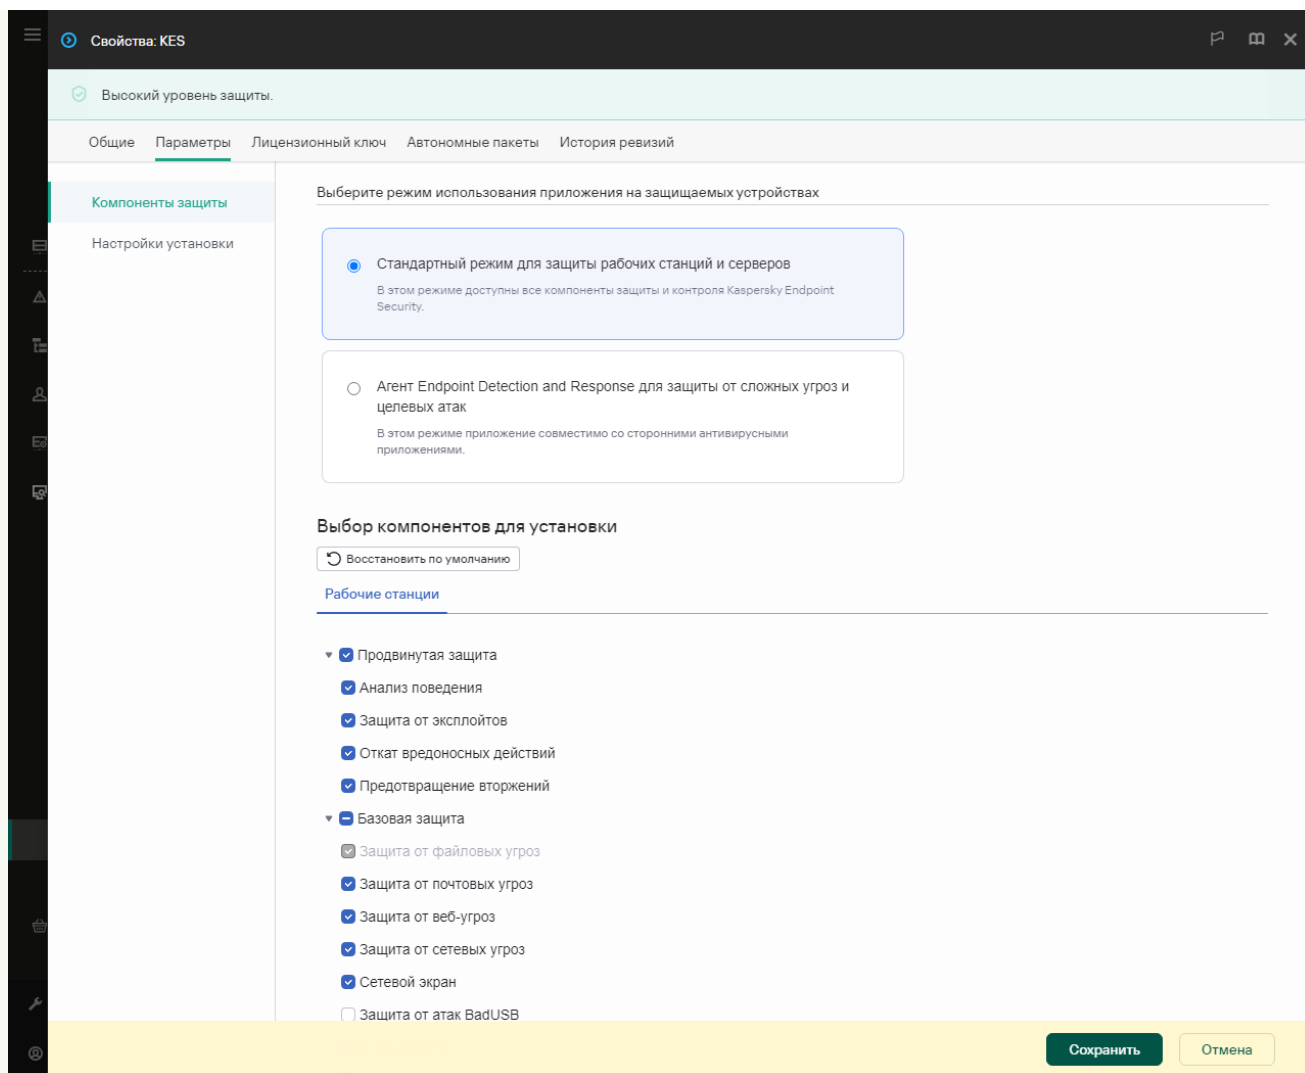 Свойства: KES
Высокий уровень защиты.
Общие Параметры Лицензионный ключ Автономные пакеты История ревизий
Компоненты защиты
Настройки установки
Выберите режим использования приложения на защищаемых устройствах
Стандартный режим для защиты рабочих станций и серверов
В этом режиме доступны все компоненты защиты и контроля Kaspersky Endpoint
Security.
Агент Endpoint Detection and Response для защиты от сложных угроз и
целевых атак
В этом режиме приложение совместимо со сторонними антивирусными
приложениями.
Выбор компонентов для установки
Восстановить по умолчанию
Рабочие станции
Продвинутая защита
Анализ поведения
Защита от эксплойтов
Откат вредоносных действий
Предотвращение вторжений
Базовая защита
Защита от файловых угроз
Защита от почтовых угроз
Защита от веб-угроз
Защита от сетевых угроз
Сетевой экран
Защита от атак BadUSB
Сохранить Отмена